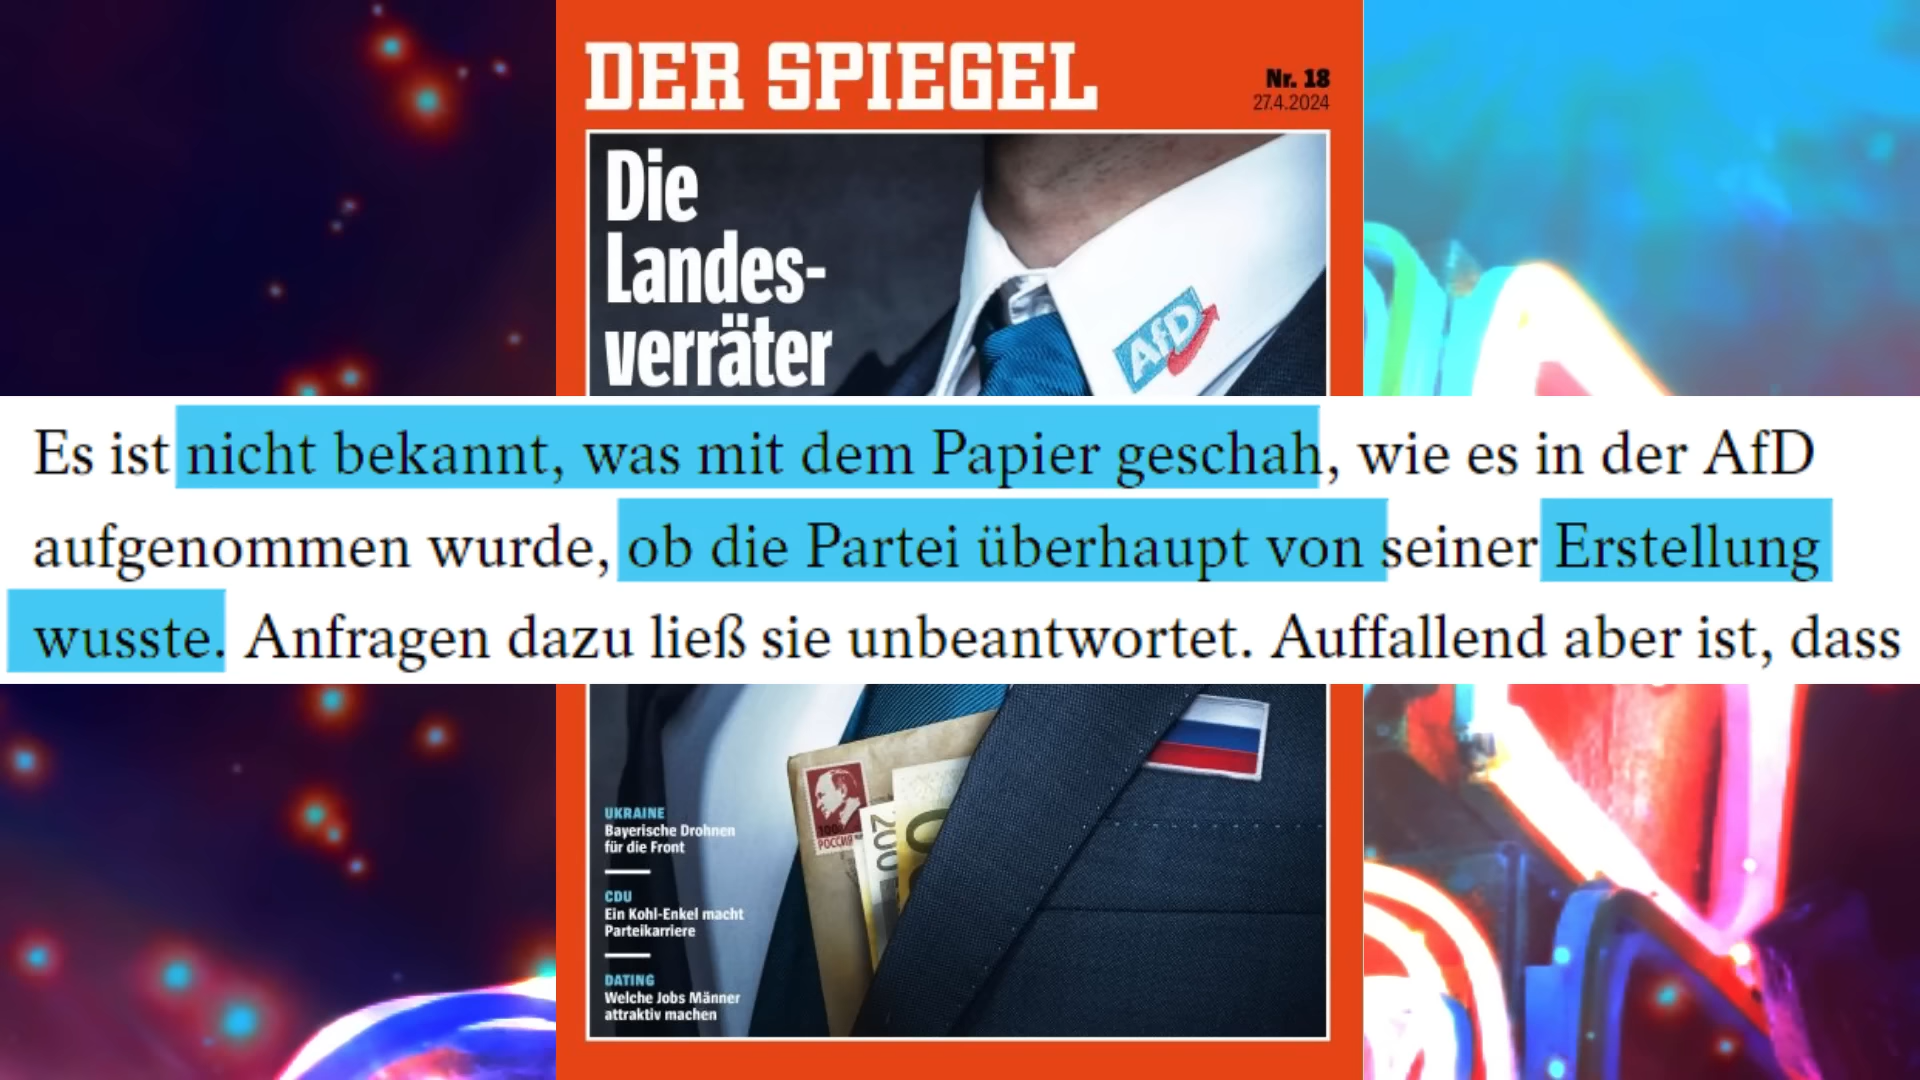 DER SPIEGEL
Nr. 18
27.4.2024
Die
Landes-
verräter
AfD
Es ist nicht bekannt, was mit dem Papier geschah, wie es in der AfD
aufgenommen wurde, ob die Partei überhaupt von seiner Erstellung
wusste. Anfragen dazu ließ sie unbeantwortet. Auffallend aber ist, dass
UKRAINE
Bayerische Drohnen
für die Front
CDU
Ein Kohl-Enkel macht
Parteikarriere
DATING
Welche Jobs Männer
attraktiv machen
100
РОССИЯ
200